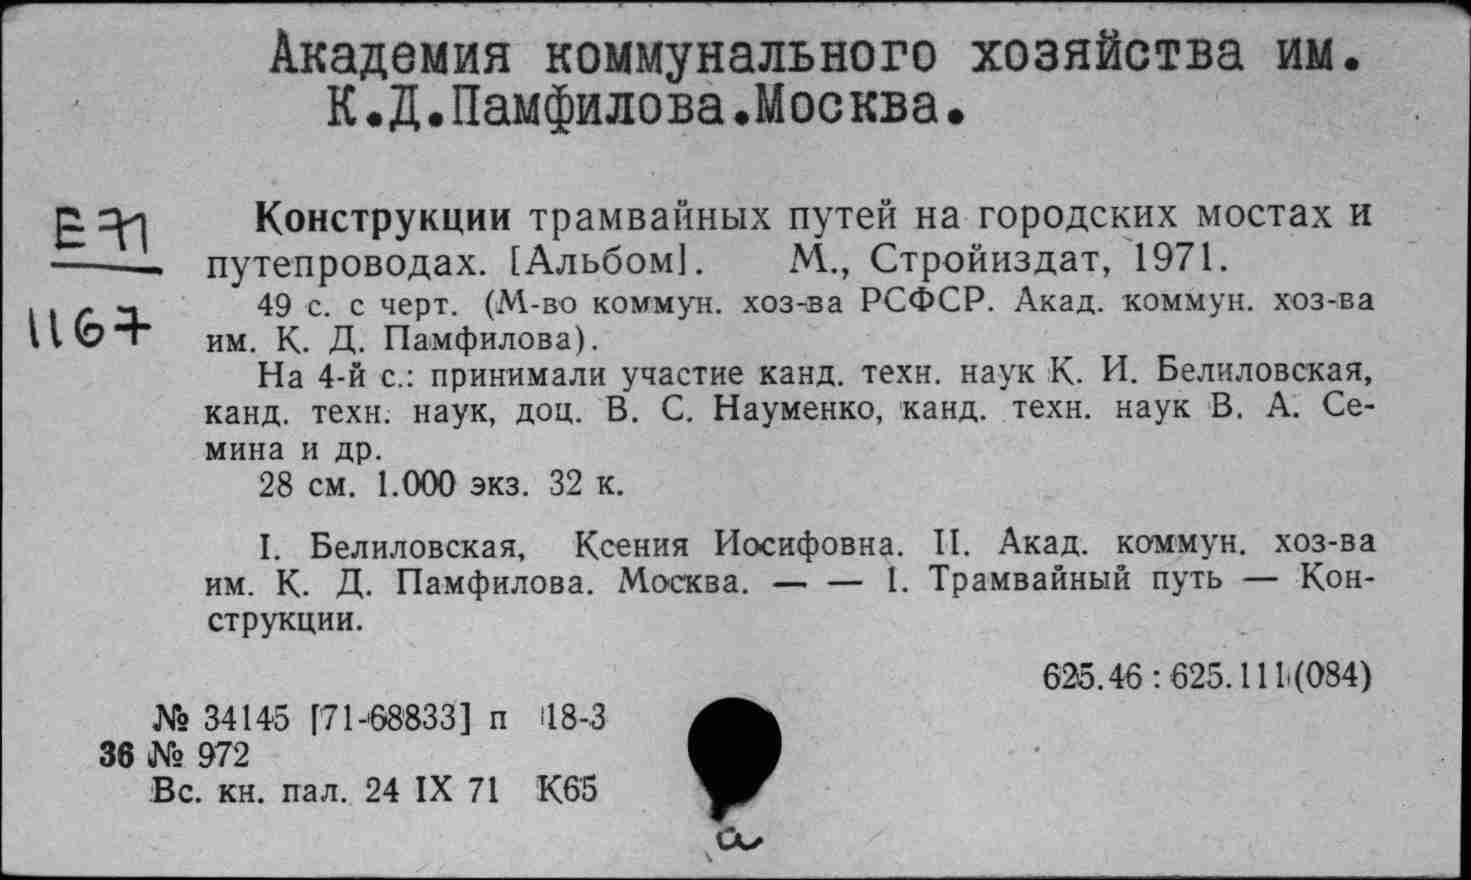 Академия коммунального хозяйства им.
К.Д.Памфилова.Москва.
Конструкции трамвайных путей на городских мостах и
путепроводах. [Альбом]. М., Стройиздат, 1971.
49 с. с черт. (М-во коммун. хоз-ва РСФСР. Акад. коммун. хоз-ва
им. К. Д. Памфилова).
На 4-й с.: принимали участие канд. техн. наук К. И. Белиловская,
канд. техн. наук, доц. В. С. Науменко, канд. техн. наук В. А. Се-
мина и др.
28 см. 1.000 экз. 32 к.
I. Белиловская, Ксения Иосифовна. II. Акад. коммун. хоз-ва
им. К. Д. Памфилова. Москва. — — 1. Трамвайный путь — Кон-
струкции.
625.46 : 625.111(084)
№ 34145 [71-68833] п 18-3
36 № 972
Вс. кн. пал. 24 IX 71 К65